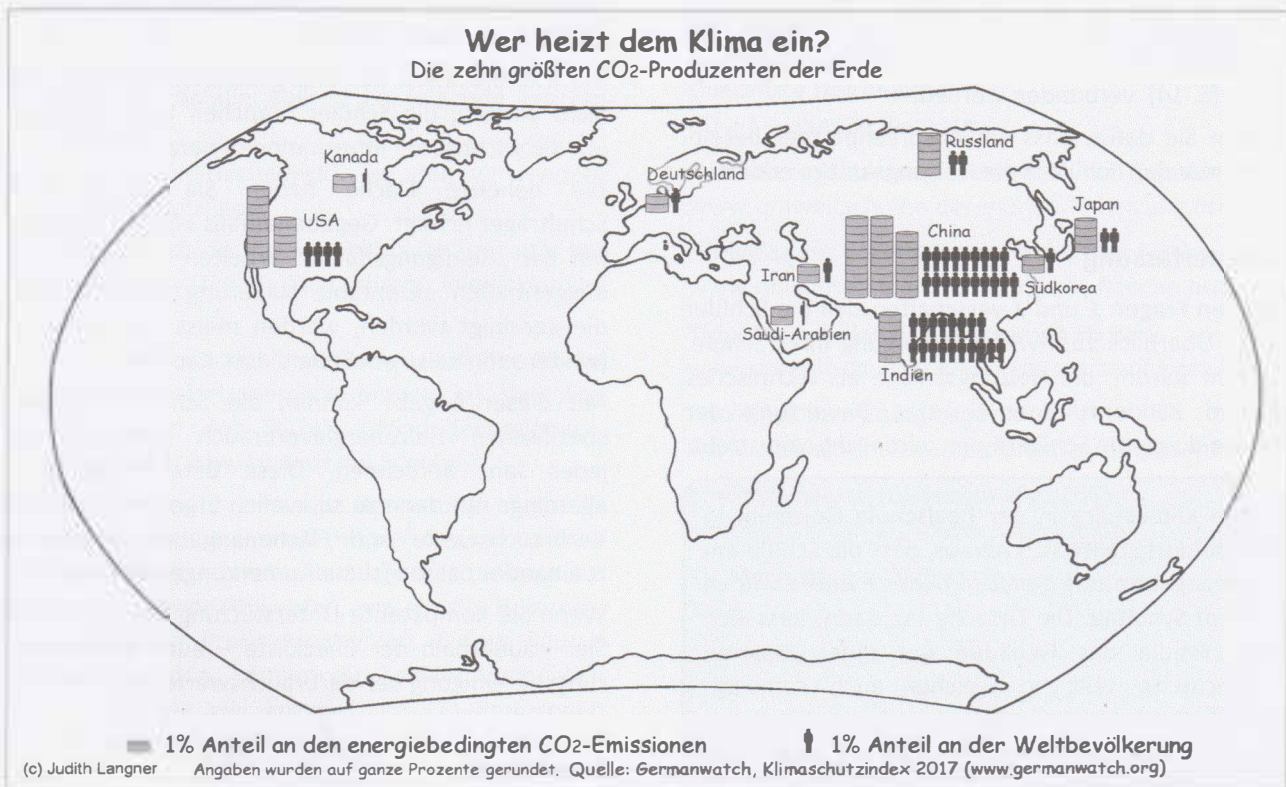 Wer heizt dem Klima ein?
Die zehn größten CO2-Produzenten der Erde
Kanada
USA
Deutschland
Russland
Japan
China
Iran
Südkorea
Saudi-Arabien
Indien
1% Anteil an den energiebedingten CO2-Emissionen
1% Anteil an der Weltbevölkerung
(c) Judith Langner
Angaben wurden auf ganze Prozente gerundet. Quelle: Germanwatch, Klimaschutzindex 2017 (www.germanwatch.org)